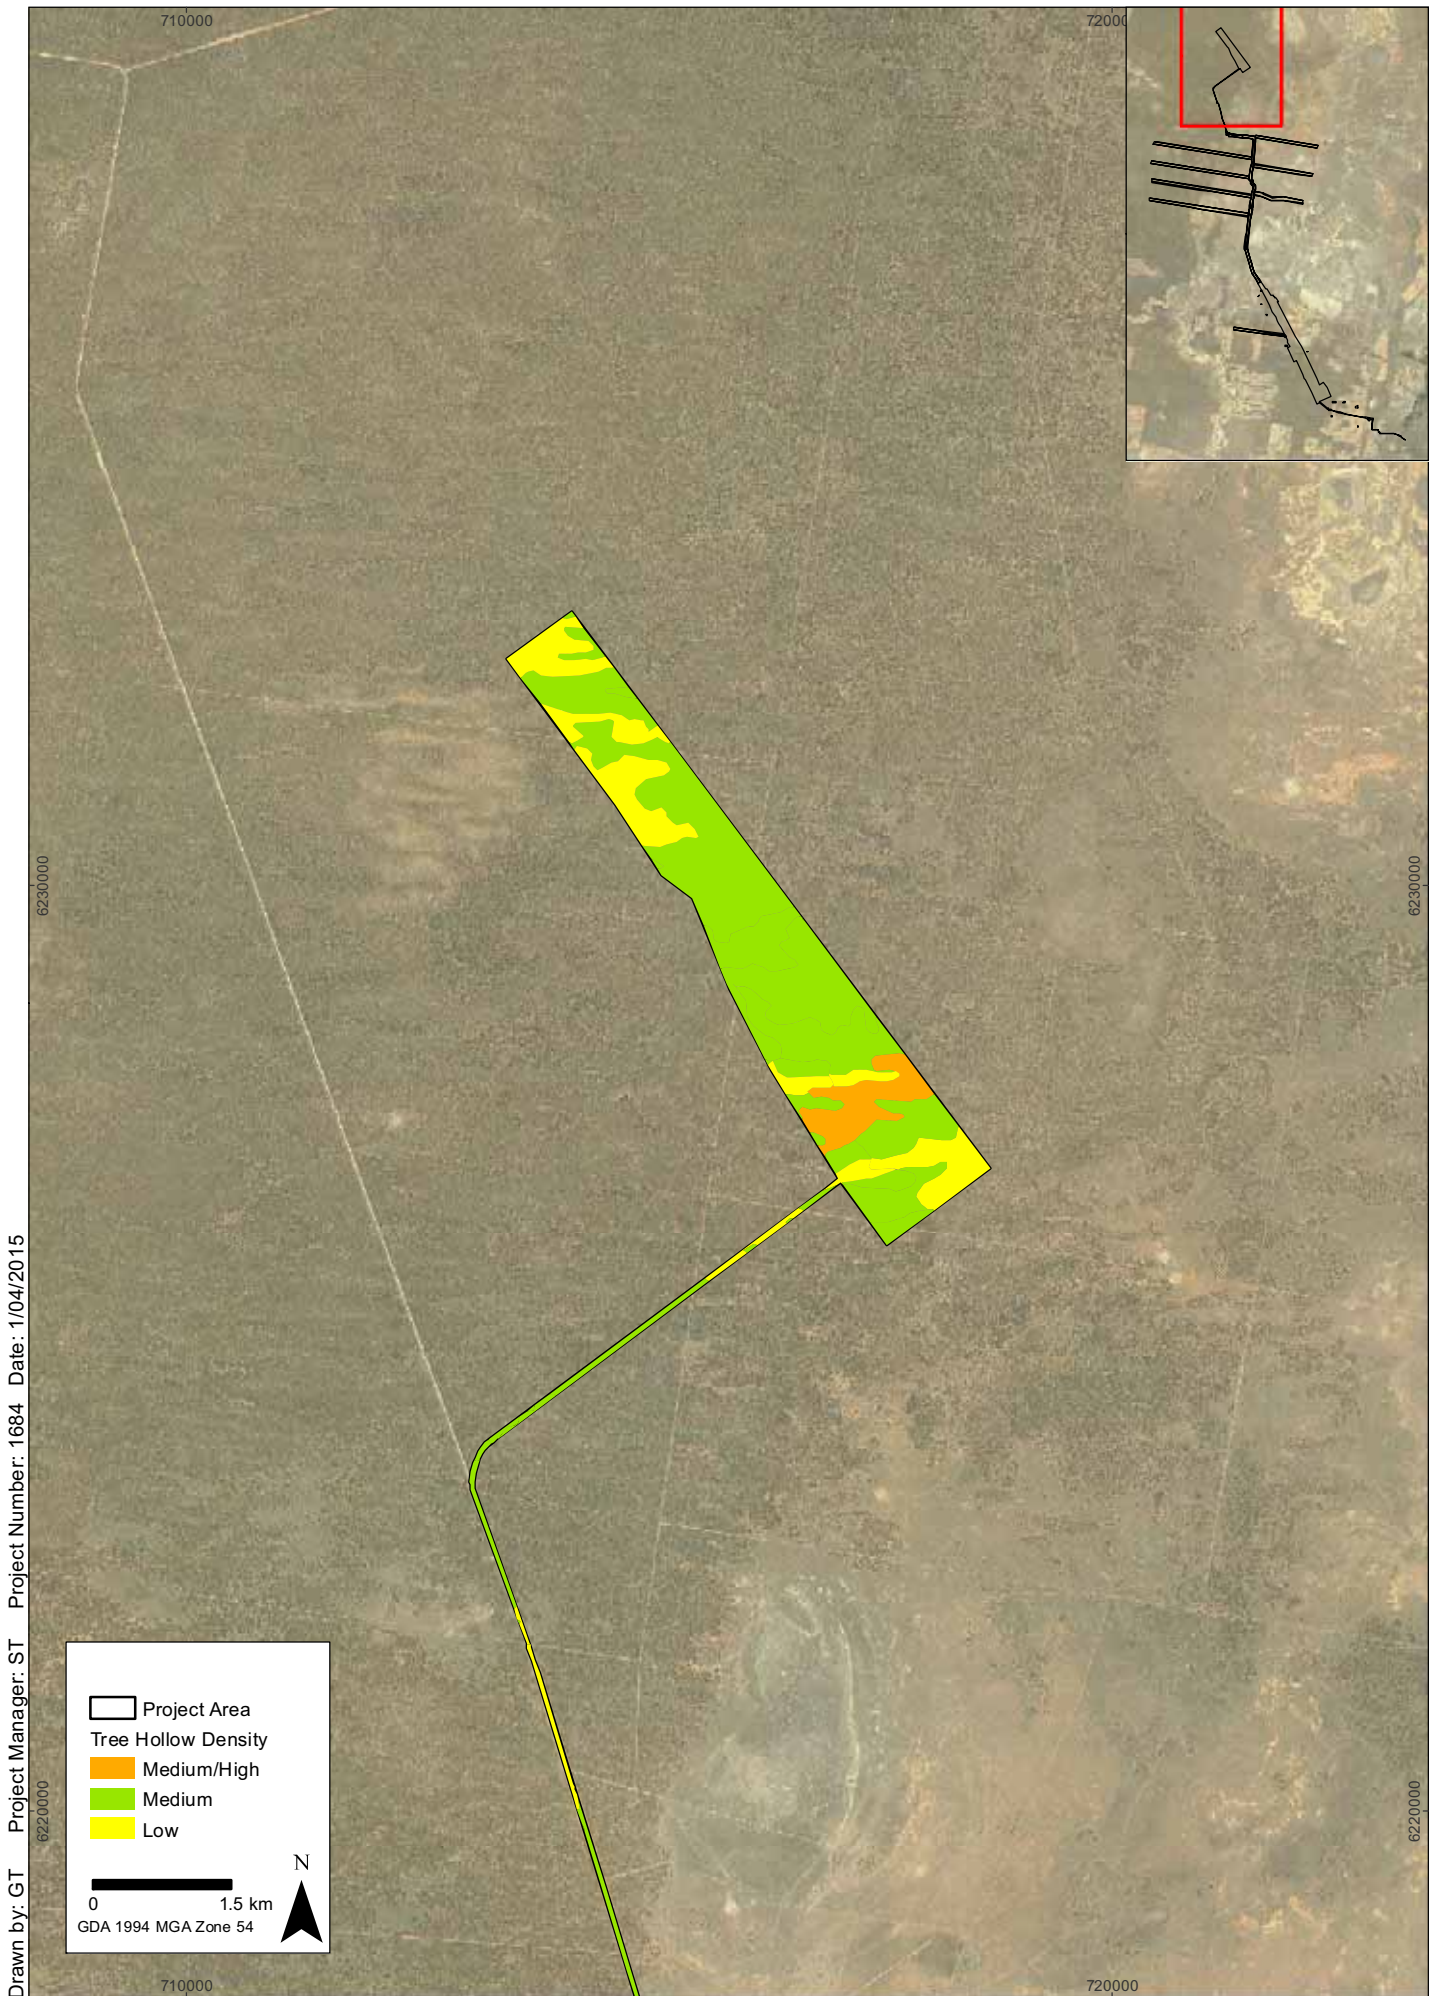 710000
720000
6230000
6230000
6220000
6220000
Drawn by: GT Project Manager: ST Project Number: 1684 Date: 1/04/2015
Project Area
Tree Hollow Density
Medium/High
Medium
Low
N
0 1.5 km
GDA 1994 MGA Zone 54
710000
720000